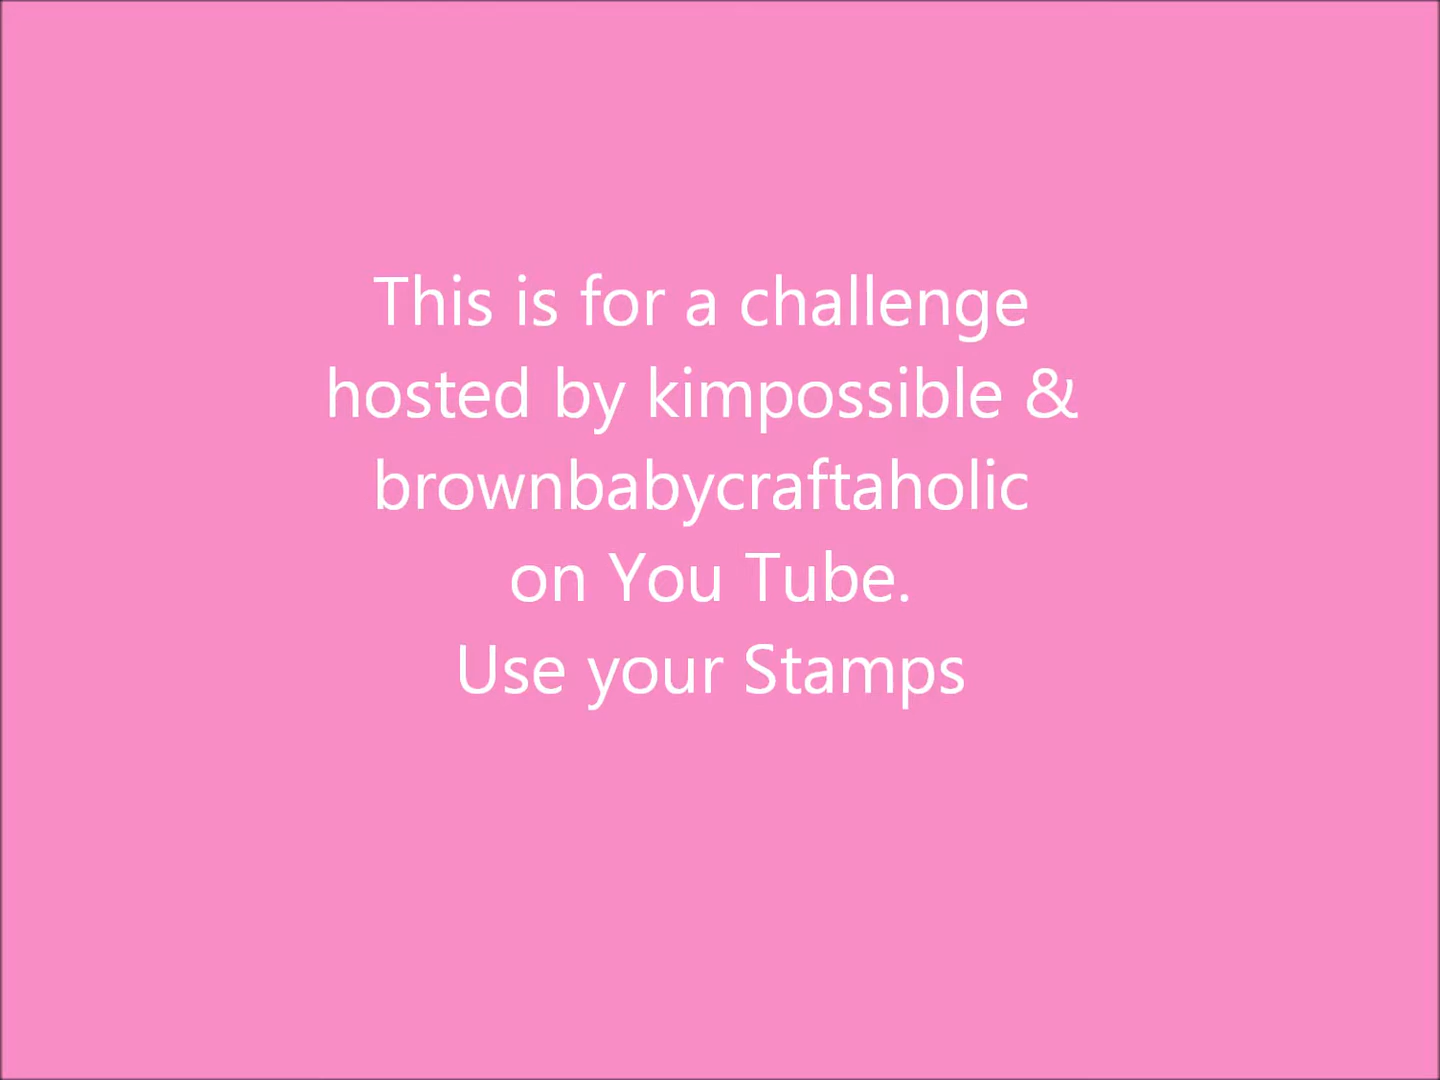 This is for a challenge
hosted by kimpossible &
brownbabycraftaholic
on You Tube.
Use your Stamps